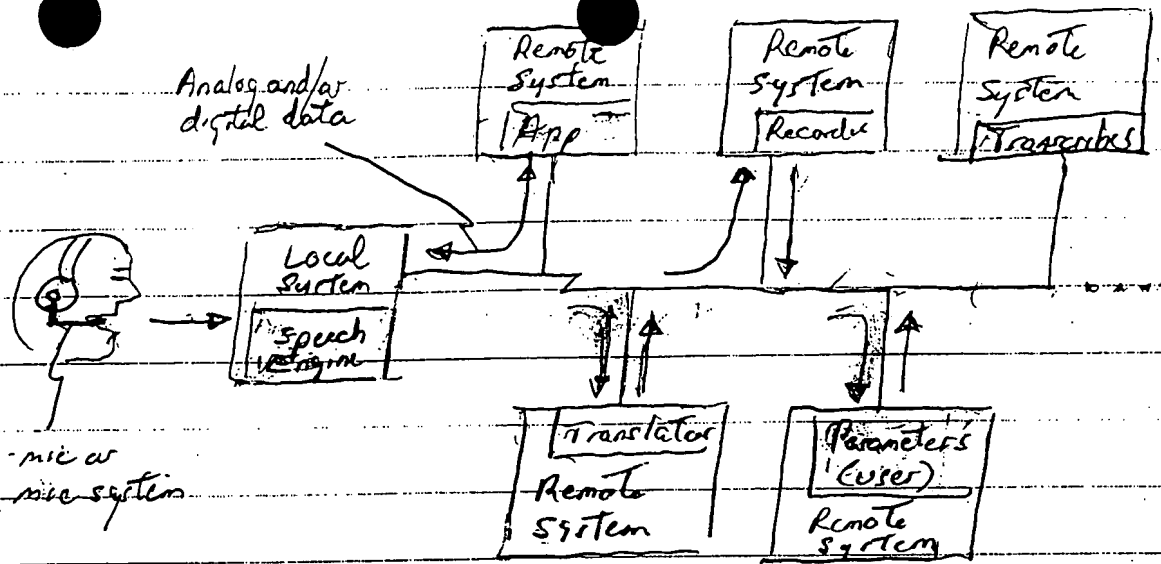 Analog and/or
digital data
Remote
System
App
Remote
System
Recorder
Remote
System
Transcribes
Local
System
Speech
Engine
mic or
mic system
Translator
Remote
System
Parameters
(user)
Remote
System